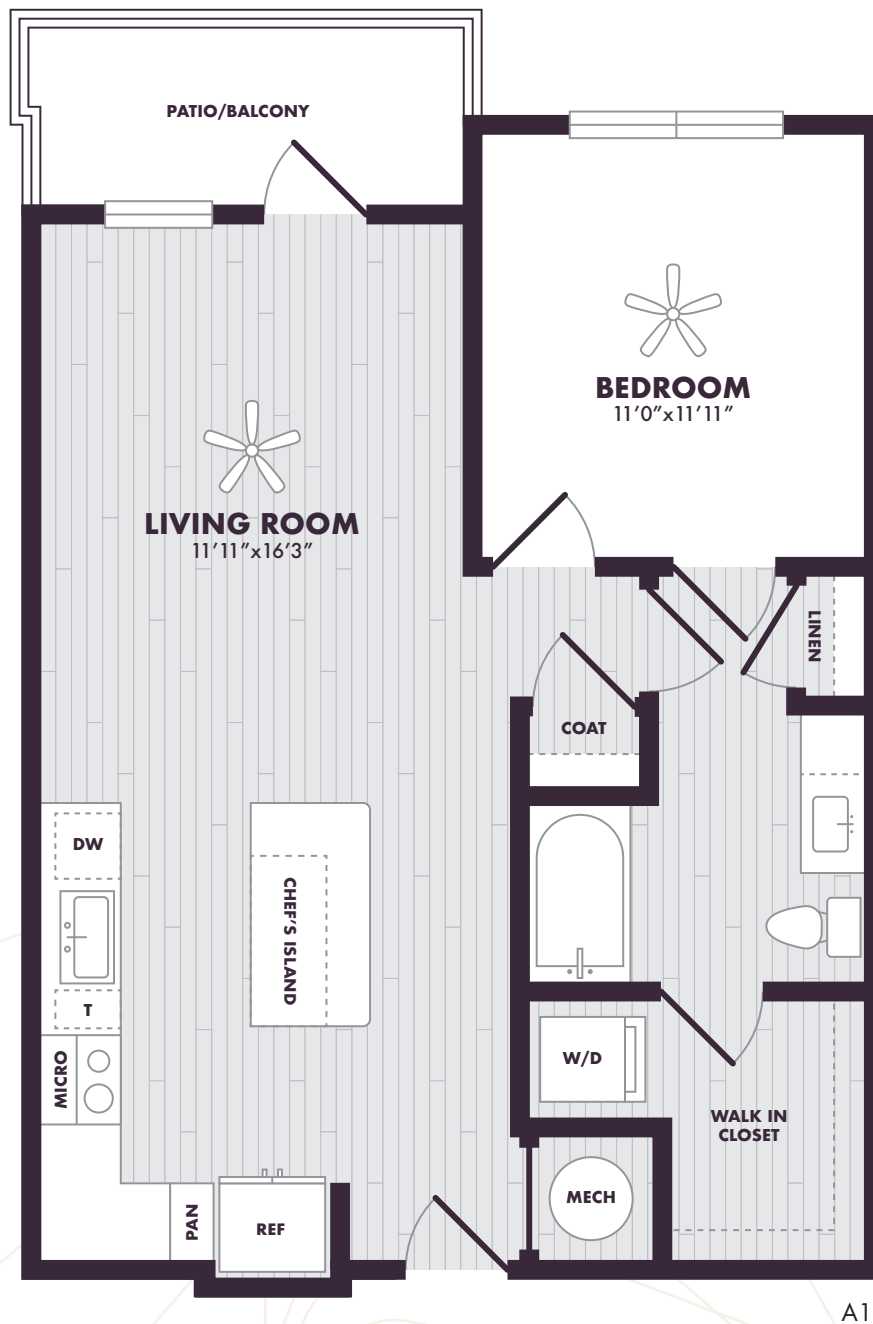 PATIO/BALCONY
BEDROOM
11'0"x11'11"
LIVING ROOM
11'11"x16'3"
LINEN
COAT
DW
CHEF'S ISLAND
T
MICRO
W/D
WALK IN
CLOSET
MECH
PAN
REF
A1